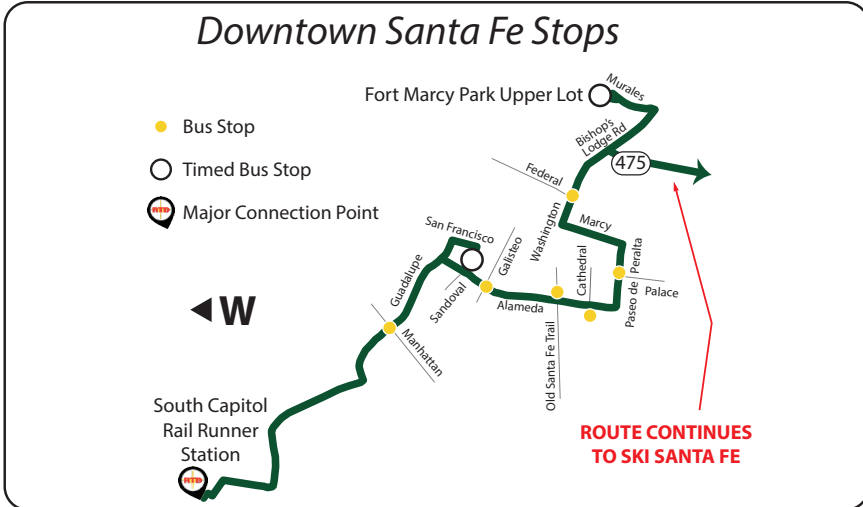 Downtown Santa Fe Stops
Fort Marcy Park Upper Lot
Murales
Bus Stop
Bishop's
Lodge Rd
475
Timed Bus Stop
Federal
RTD
Major Connection Point
San Francisco
Washington
Marcy
Galisteo
Cathedral
Peralta
Guadalupe
Sandoval
Palace
Paseo de
W
Alameda
Manhattan
Old Santa Fe Trail
South Capitol
Rail Runner
Station
RTD
ROUTE CONTINUES
TO SKI SANTA FE